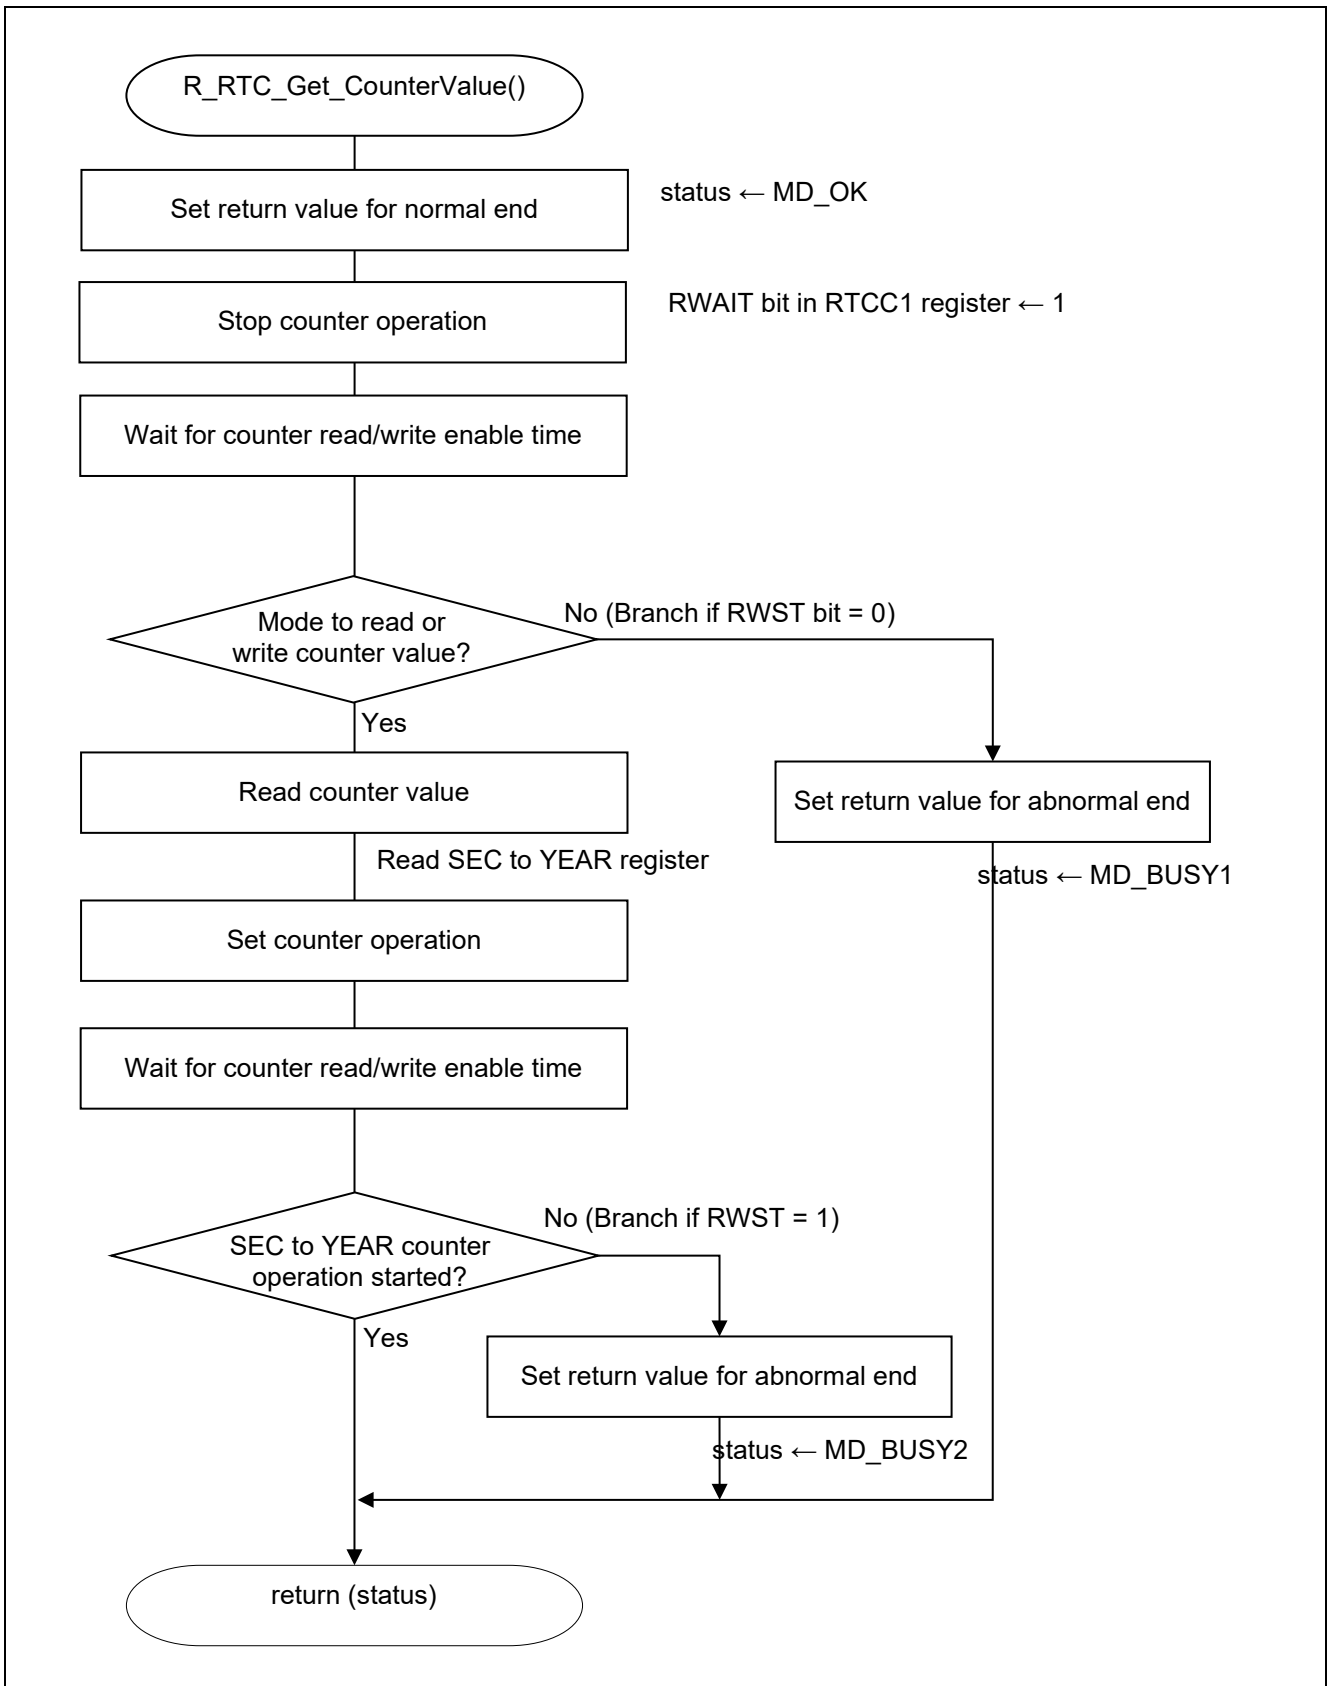 R_RTC_Get_CounterValue()
Set return value for normal end
status ← MD_OK
Stop counter operation
RWAIT bit in RTCC1 register ← 1
Wait for counter read/write enable time
Mode to read or
write counter value?
No (Branch if RWST bit = 0)
Yes
Read counter value
Set return value for abnormal end
Read SEC to YEAR register
status ← MD_BUSY1
Set counter operation
Wait for counter read/write enable time
SEC to YEAR counter
operation started?
No (Branch if RWST = 1)
Yes
Set return value for abnormal end
status ← MD_BUSY2
return (status)